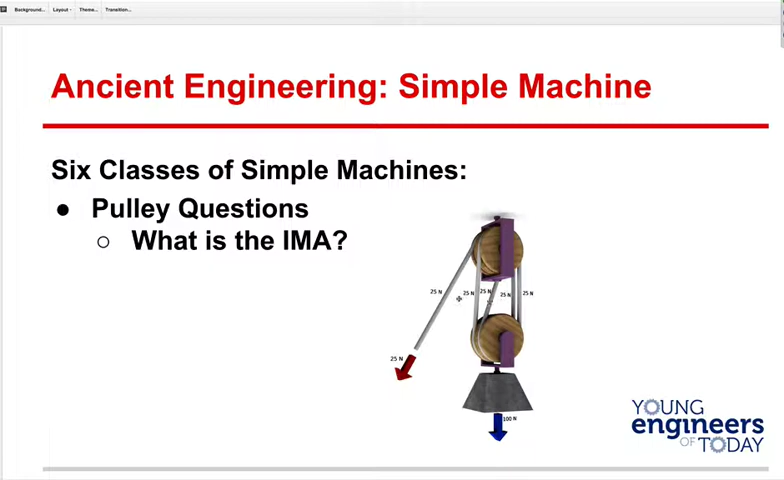 Background... Layout Theme... Transition...
Ancient Engineering: Simple Machine
Six Classes of Simple Machines:
● Pulley Questions
○ What is the IMA?
25 N 25 N 25 N 25 N 25 N
25 N
100 N
YOUNG
engineers
OF TODAY